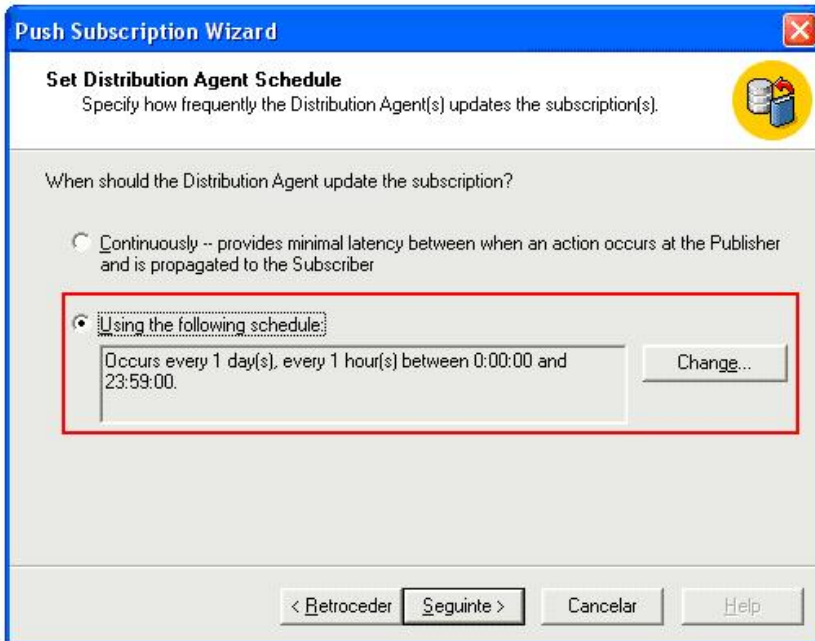 Push Subscription Wizard
Set Distribution Agent Schedule
Specify how frequently the Distribution Agent(s) updates the subscription(s).
When should the Distribution Agent update the subscription?
Continuously -- provides minimal latency between when an action occurs at the Publisher
and is propagated to the Subscriber
Using the following schedule:
Occurs every 1 day(s), every 1 hour(s) between 0:00:00 and
23:59:00.
Change...
< Retroceder
Seguinte >
Cancelar
Help